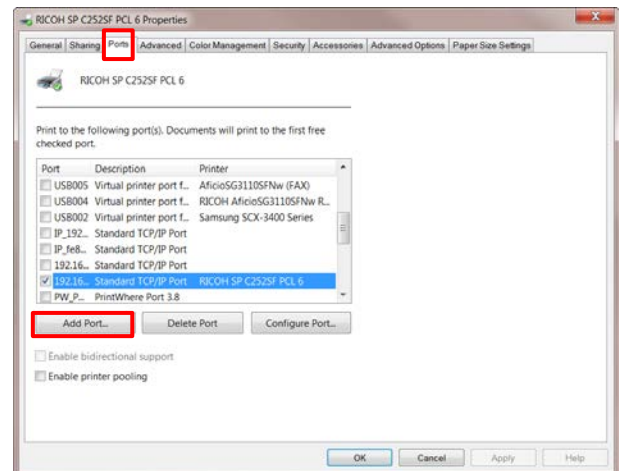 RICOH SP C252SF PCL 6 Properties
General Sharing Ports Advanced Color Management Security Accessories Advanced Options Paper Size Settings
RICOH SP C252SF PCL 6
Print to the following port(s). Documents will print to the first free
checked port.
Port Description Printer
USB005 Virtual printer port f... AficioSG3110SFNw (FAX)
USB004 Virtual printer port f... RICOH AficioSG3110SFNw R...
USB002 Virtual printer port f... Samsung SCX-3400 Series
IP_192... Standard TCP/IP Port
IP_fe8... Standard TCP/IP Port
192.16... Standard TCP/IP Port
192.16... Standard TCP/IP Port RICOH SP C252SF PCL 6
PW_P... PrintWhere Port 3.8
Add Port... Delete Port Configure Port...
Enable bidirectional support
Enable printer pooling
OK Cancel Apply Help